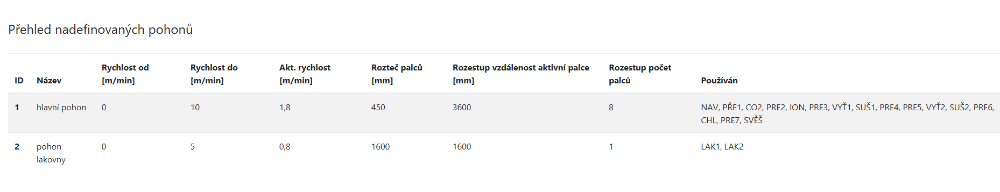 Přehled nadefinovaných pohonů
ID Název Rychlost od [m/min] Rychlost do [m/min] Akt. rychlost [m/min] Rozteč palců [mm] Rozestup vzdálenost aktivní palce [mm] Rozestup počet palců Používán
1 hlavní pohon 0 10 1,8 450 3600 8 NAV, PŘE1, CO2, PRE2, ION, PRE3, VYŤ1, SUŠ1, PRE4, PRE5, VYŤ2, SUŠ2, PRE6,
CHL, PRE7, SVĚŠ
2 pohon lakovny 0 5 0,8 1600 1600 1 LAK1, LAK2